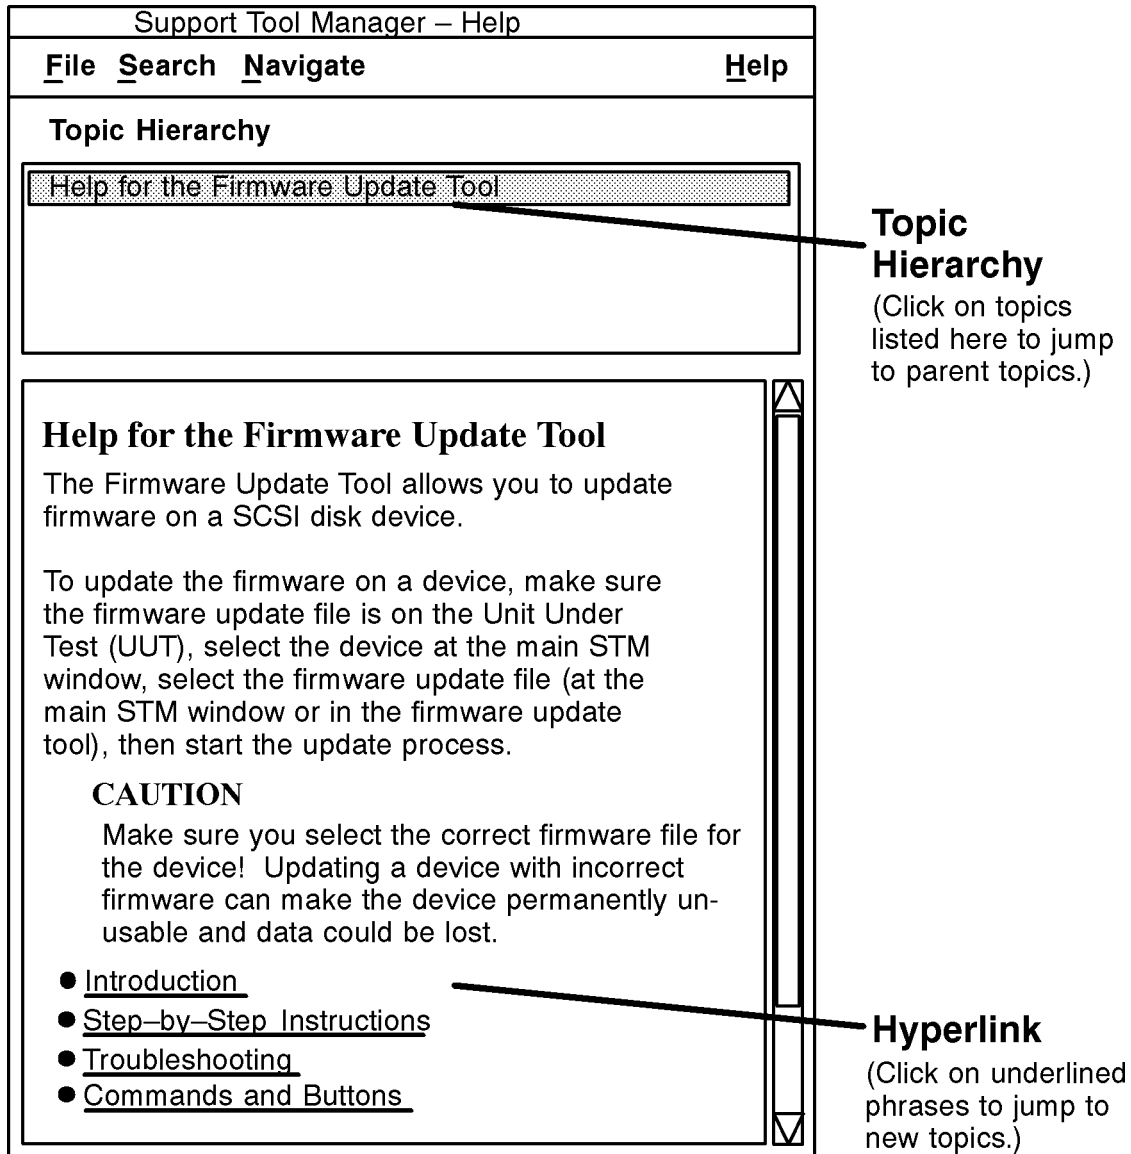 Support Tool Manager – Help
File Search Navigate Help
Topic Hierarchy
Help for the Firmware Update Tool
Topic
Hierarchy
(Click on topics
listed here to jump
to parent topics.)
Help for the Firmware Update Tool
The Firmware Update Tool allows you to update
firmware on a SCSI disk device.
To update the firmware on a device, make sure
the firmware update file is on the Unit Under
Test (UUT), select the device at the main STM
window, select the firmware update file (at the
main STM window or in the firmware update
tool), then start the update process.
CAUTION
Make sure you select the correct firmware file for
the device!  Updating a device with incorrect
firmware can make the device permanently un-
usable and data could be lost.
● Introduction
● Step–by–Step Instructions
● Troubleshooting
● Commands and Buttons
Hyperlink
(Click on underlined
phrases to jump to
new topics.)